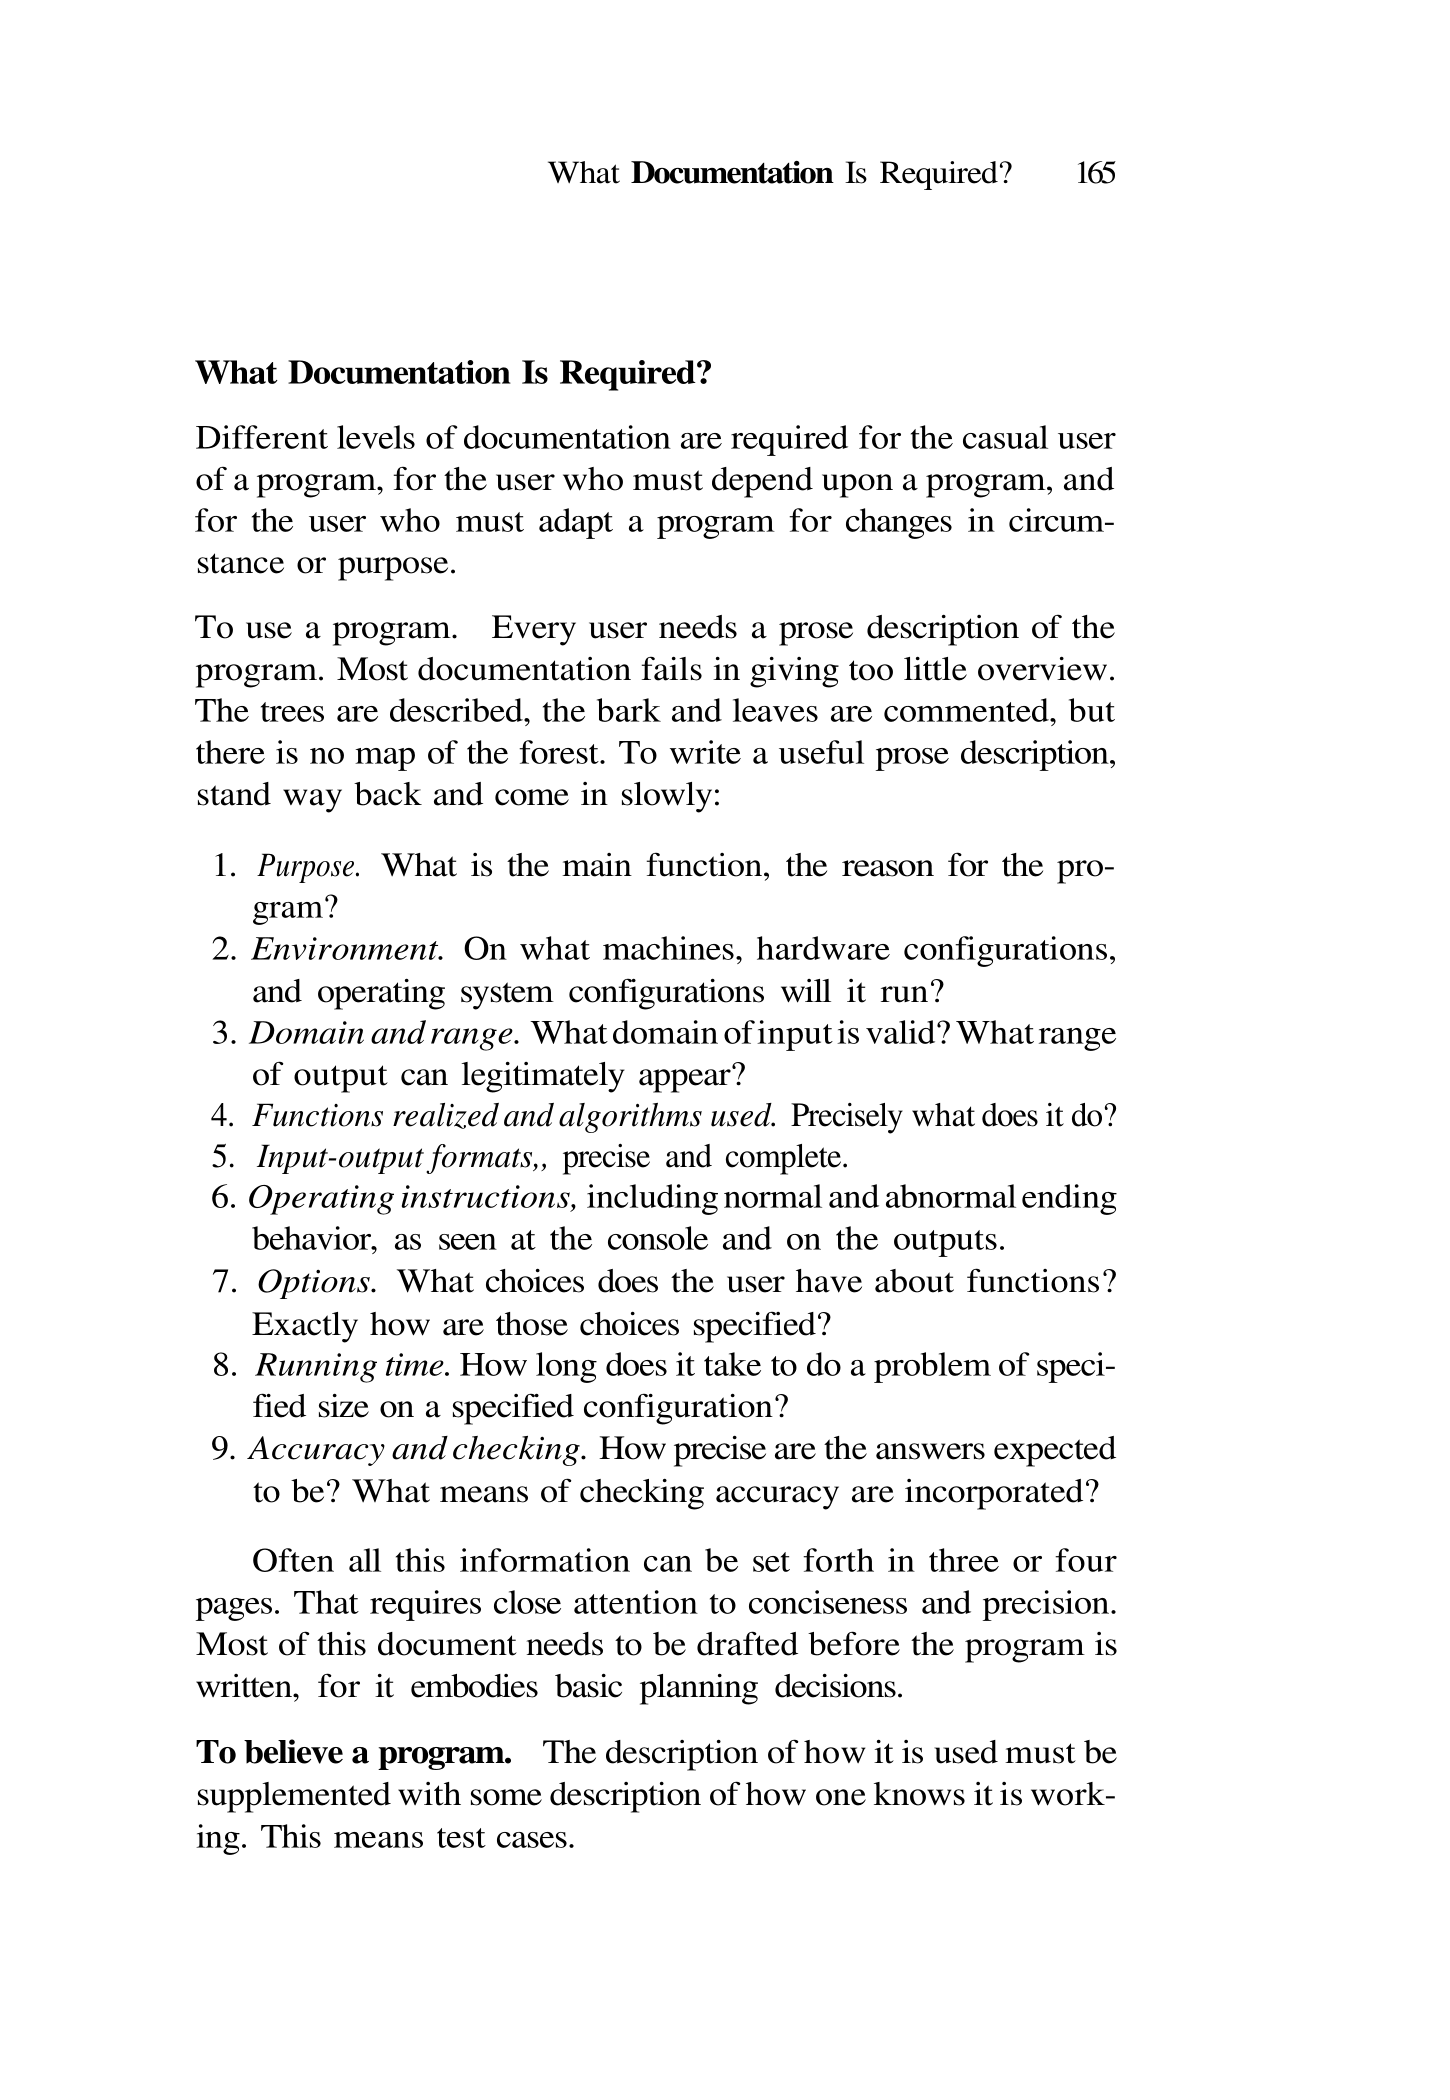 What Documentation Is Required? 165
What Documentation Is Required?
Different levels of documentation are required for the casual user
of a program, for the user who must depend upon a program, and
for the user who must adapt a program for changes in circum-
stance or purpose.
To use a program. Every user needs a prose description of the
program. Most documentation fails in giving too little overview.
The trees are described, the bark and leaves are commented, but
there is no map of the forest. To write a useful prose description,
stand way back and come in slowly:
1. Purpose. What is the main function, the reason for the pro-
gram?
2. Environment. On what machines, hardware configurations,
and operating system configurations will it run?
3. Domain and range. What domain of input is valid? What range
of output can legitimately appear?
4. Functions realized and algorithms used. Precisely what does it do?
5. Input-output formats,, precise and complete.
6. Operating instructions, including normal and abnormal ending
behavior, as seen at the console and on the outputs.
7. Options. What choices does the user have about functions?
Exactly how are those choices specified?
8. Running time. How long does it take to do a problem of speci-
fied size on a specified configuration?
9. Accuracy and checking. How precise are the answers expected
to be? What means of checking accuracy are incorporated?
Often all this information can be set forth in three or four
pages. That requires close attention to conciseness and precision.
Most of this document needs to be drafted before the program is
written, for it embodies basic planning decisions.
To believe a program. The description of how it is used must be
supplemented with some description of how one knows it is work-
ing. This means test cases.